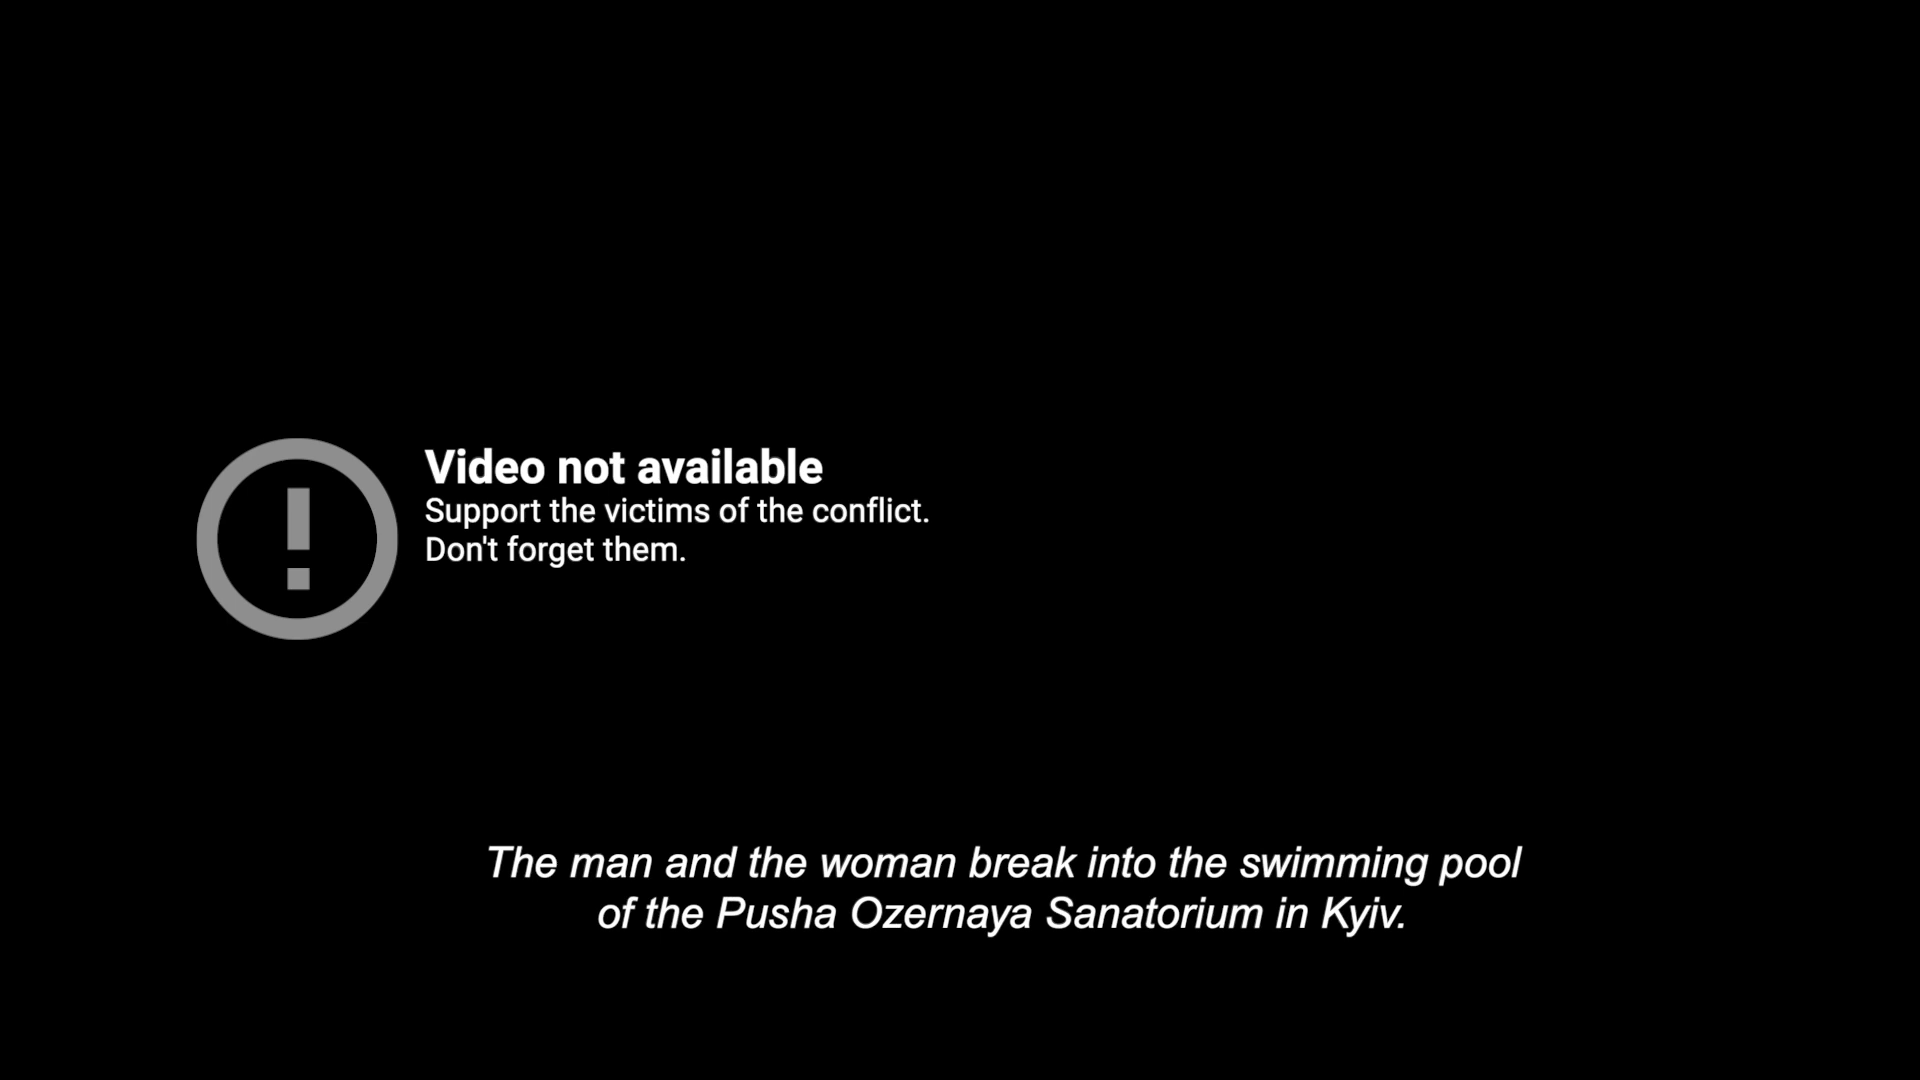 Video not available
Support the victims of the conflict.
Don't forget them.
The man and the woman break into the swimming pool
of the Pusha Ozernaya Sanatorium in Kyiv.